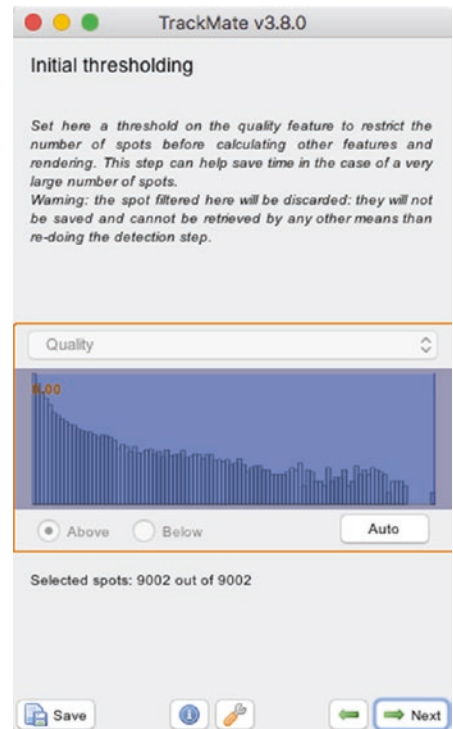 TrackMate v3.8.0
Initial thresholding
Set here a threshold on the quality feature to restrict the
number of spots before calculating other features and
rendering. This step can help save time in the case of a very
large number of spots.
Warning: the spot filtered here will be discarded: they will not
be saved and cannot be retrieved by any other means than
re-doing the detection step.
Quality
0.00
Above Below Auto
Selected spots: 9002 out of 9002
Save Next